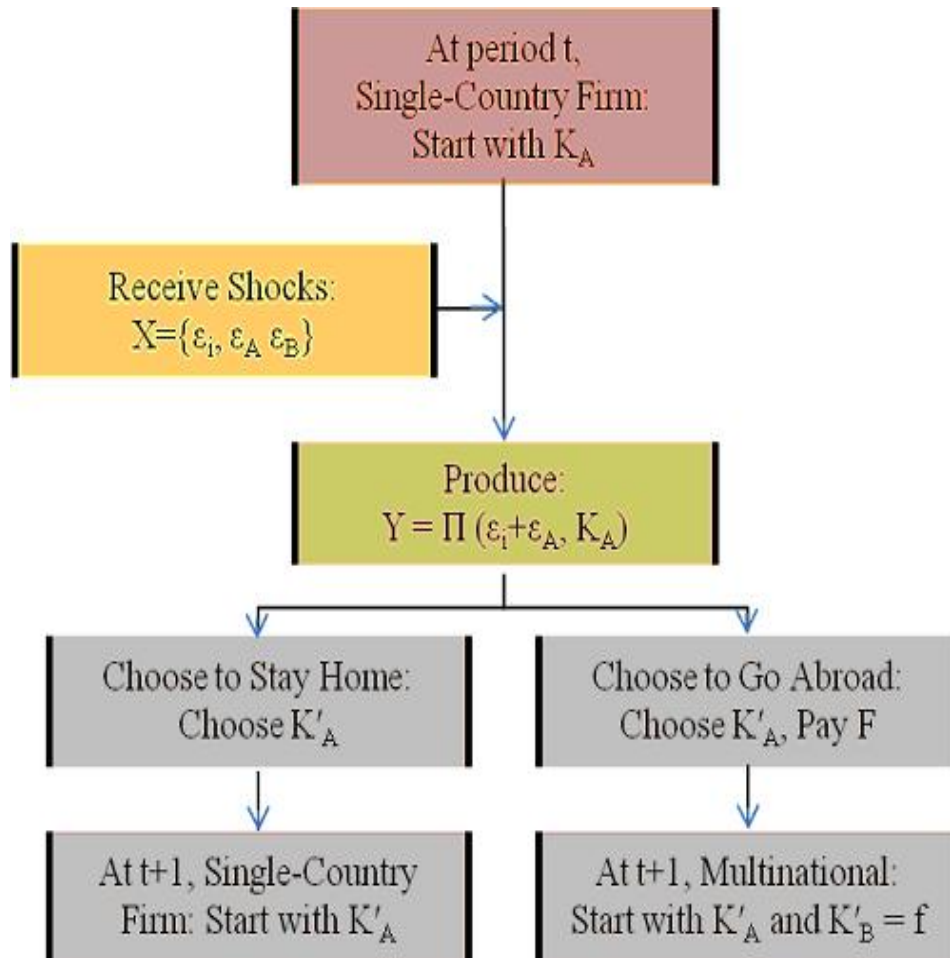 At period t,
Single-Country Firm:
Start with K_A
Receive Shocks:
X={ε_i, ε_A ε_B}
Produce:
Y = Π (ε_i+ε_A, K_A)
Choose to Stay Home:
Choose K′_A
Choose to Go Abroad:
Choose K′_A, Pay F
At t+1, Single-Country
Firm: Start with K′_A
At t+1, Multinational:
Start with K′_A and K′_B = f